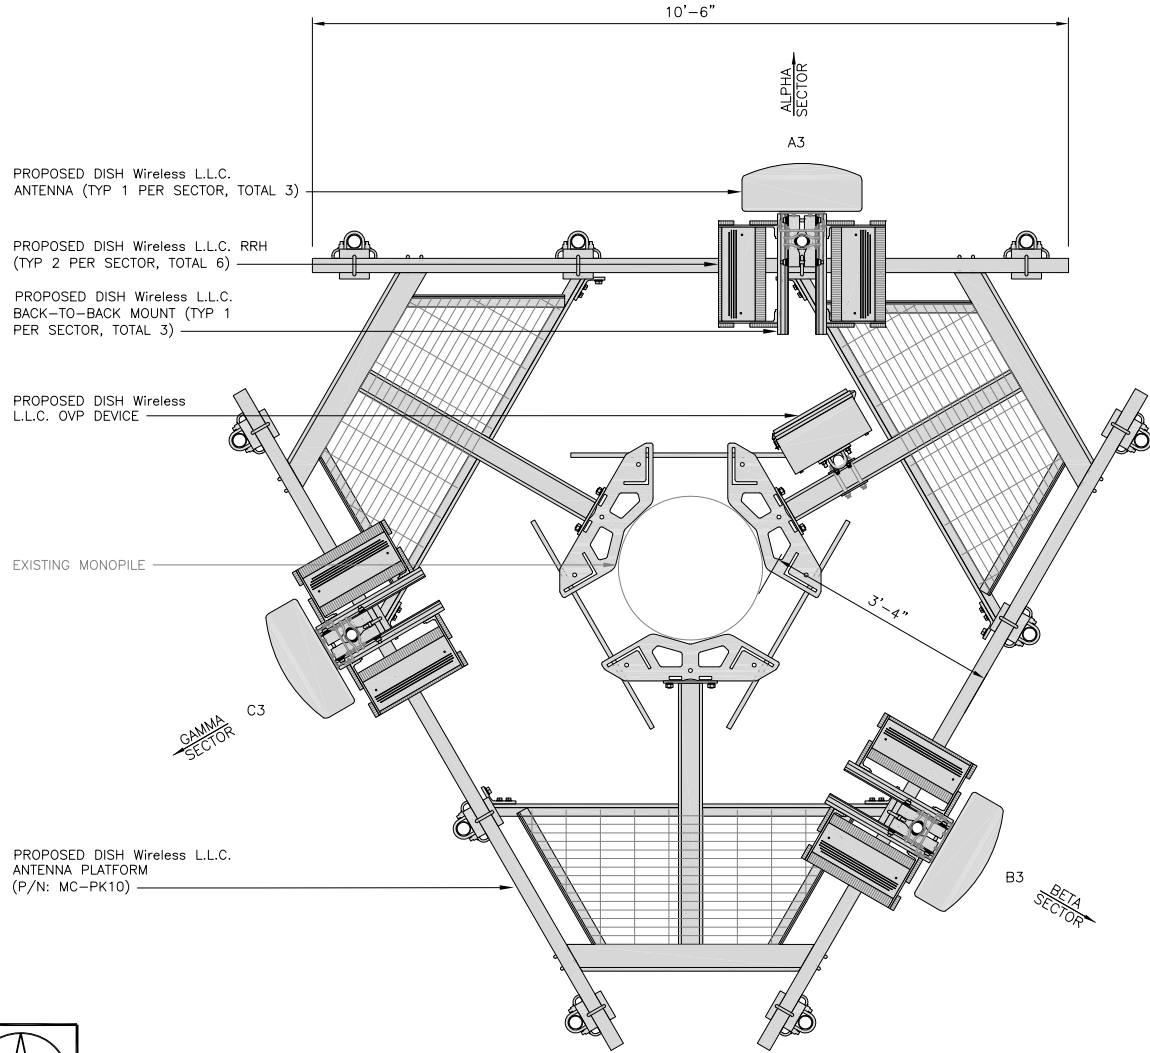 10'-6"
ALPHA
SECTOR
A3
PROPOSED DISH Wireless L.L.C.
ANTENNA (TYP 1 PER SECTOR, TOTAL 3)
PROPOSED DISH Wireless L.L.C. RRH
(TYP 2 PER SECTOR, TOTAL 6)
PROPOSED DISH Wireless L.L.C.
BACK-TO-BACK MOUNT (TYP 1
PER SECTOR, TOTAL 3)
PROPOSED DISH Wireless
L.L.C. OVP DEVICE
EXISTING MONOPILE
3'-4"
C3
GAMMA
SECTOR
PROPOSED DISH Wireless L.L.C.
ANTENNA PLATFORM
(P/N: MC-PK10)
B3
BETA
SECTOR